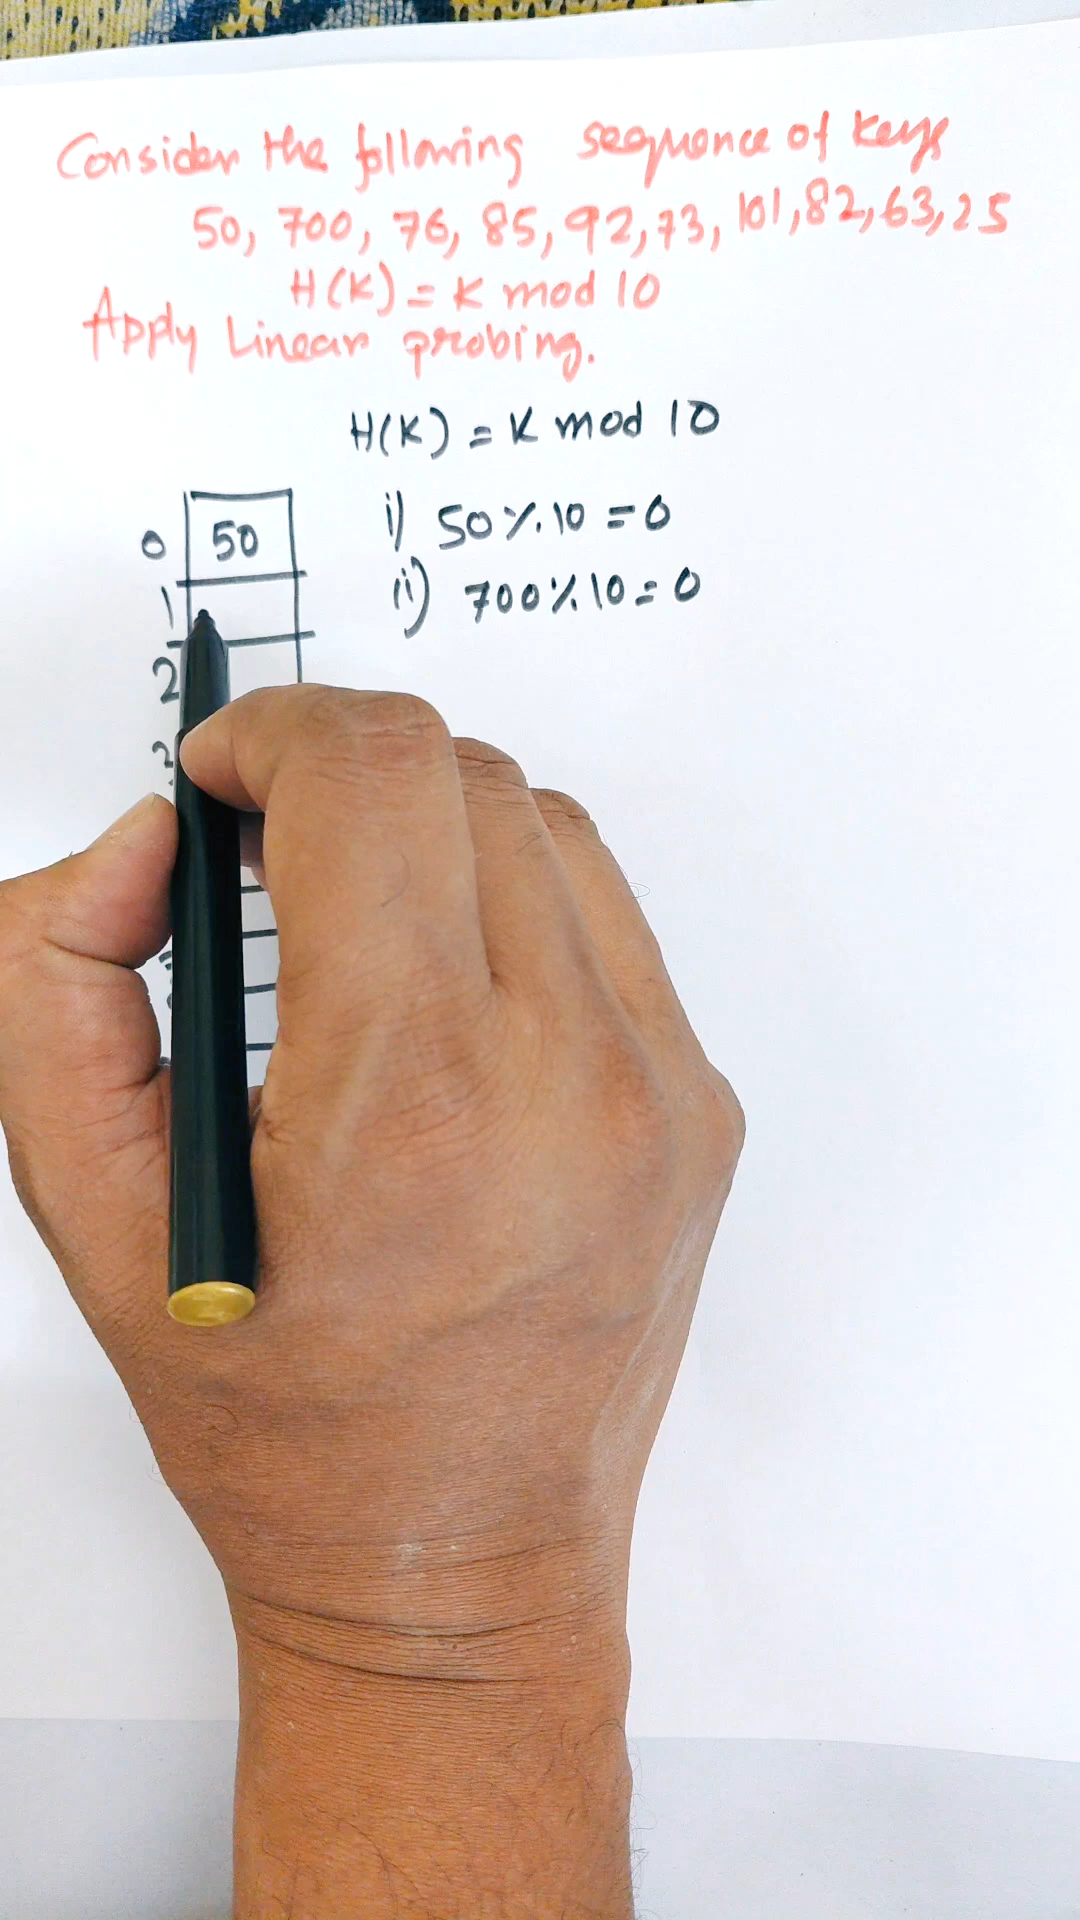 Consider the following sequence of keys
50, 700, 76, 85, 92, 73, 101, 82, 63, 25
H(K) = K mod 10
Apply Linear probing.
H(K) = K mod 10
0 50 i) 50%10 = 0
1 (ii) 700%10 = 0
2